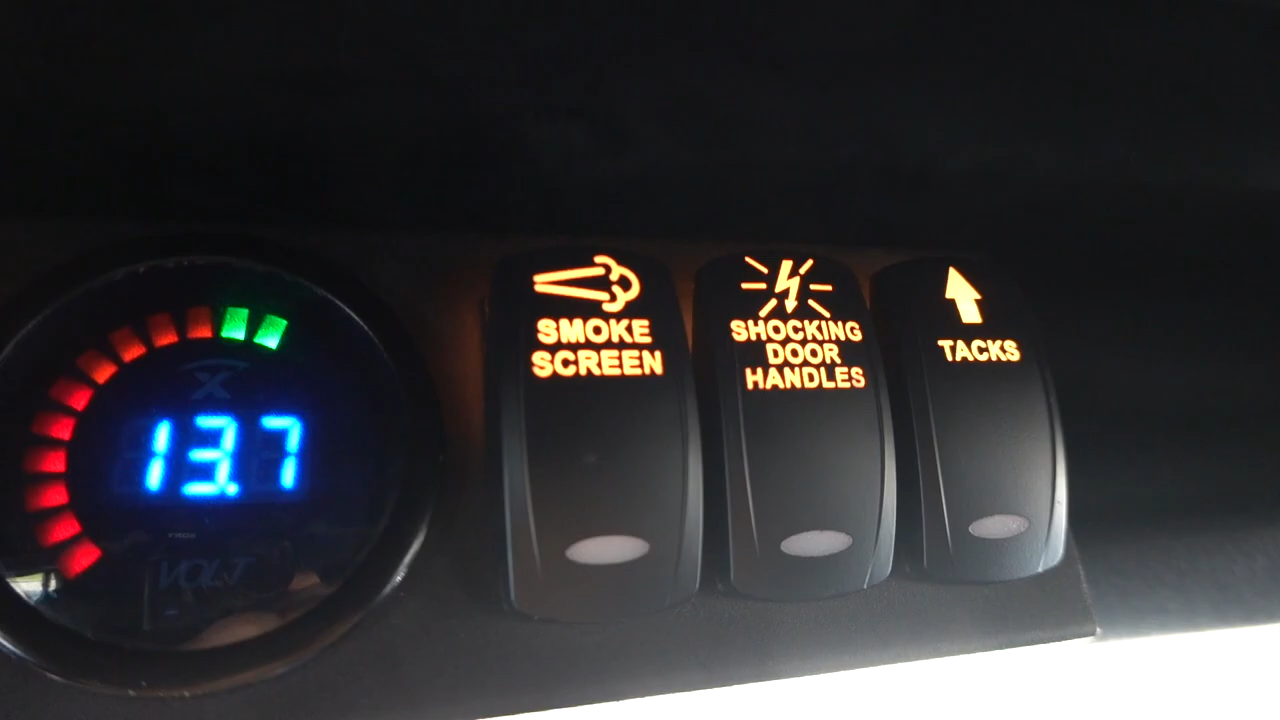 13.7
VOLT
SMOKE
SCREEN
SHOCKING
DOOR
HANDLES
TACKS